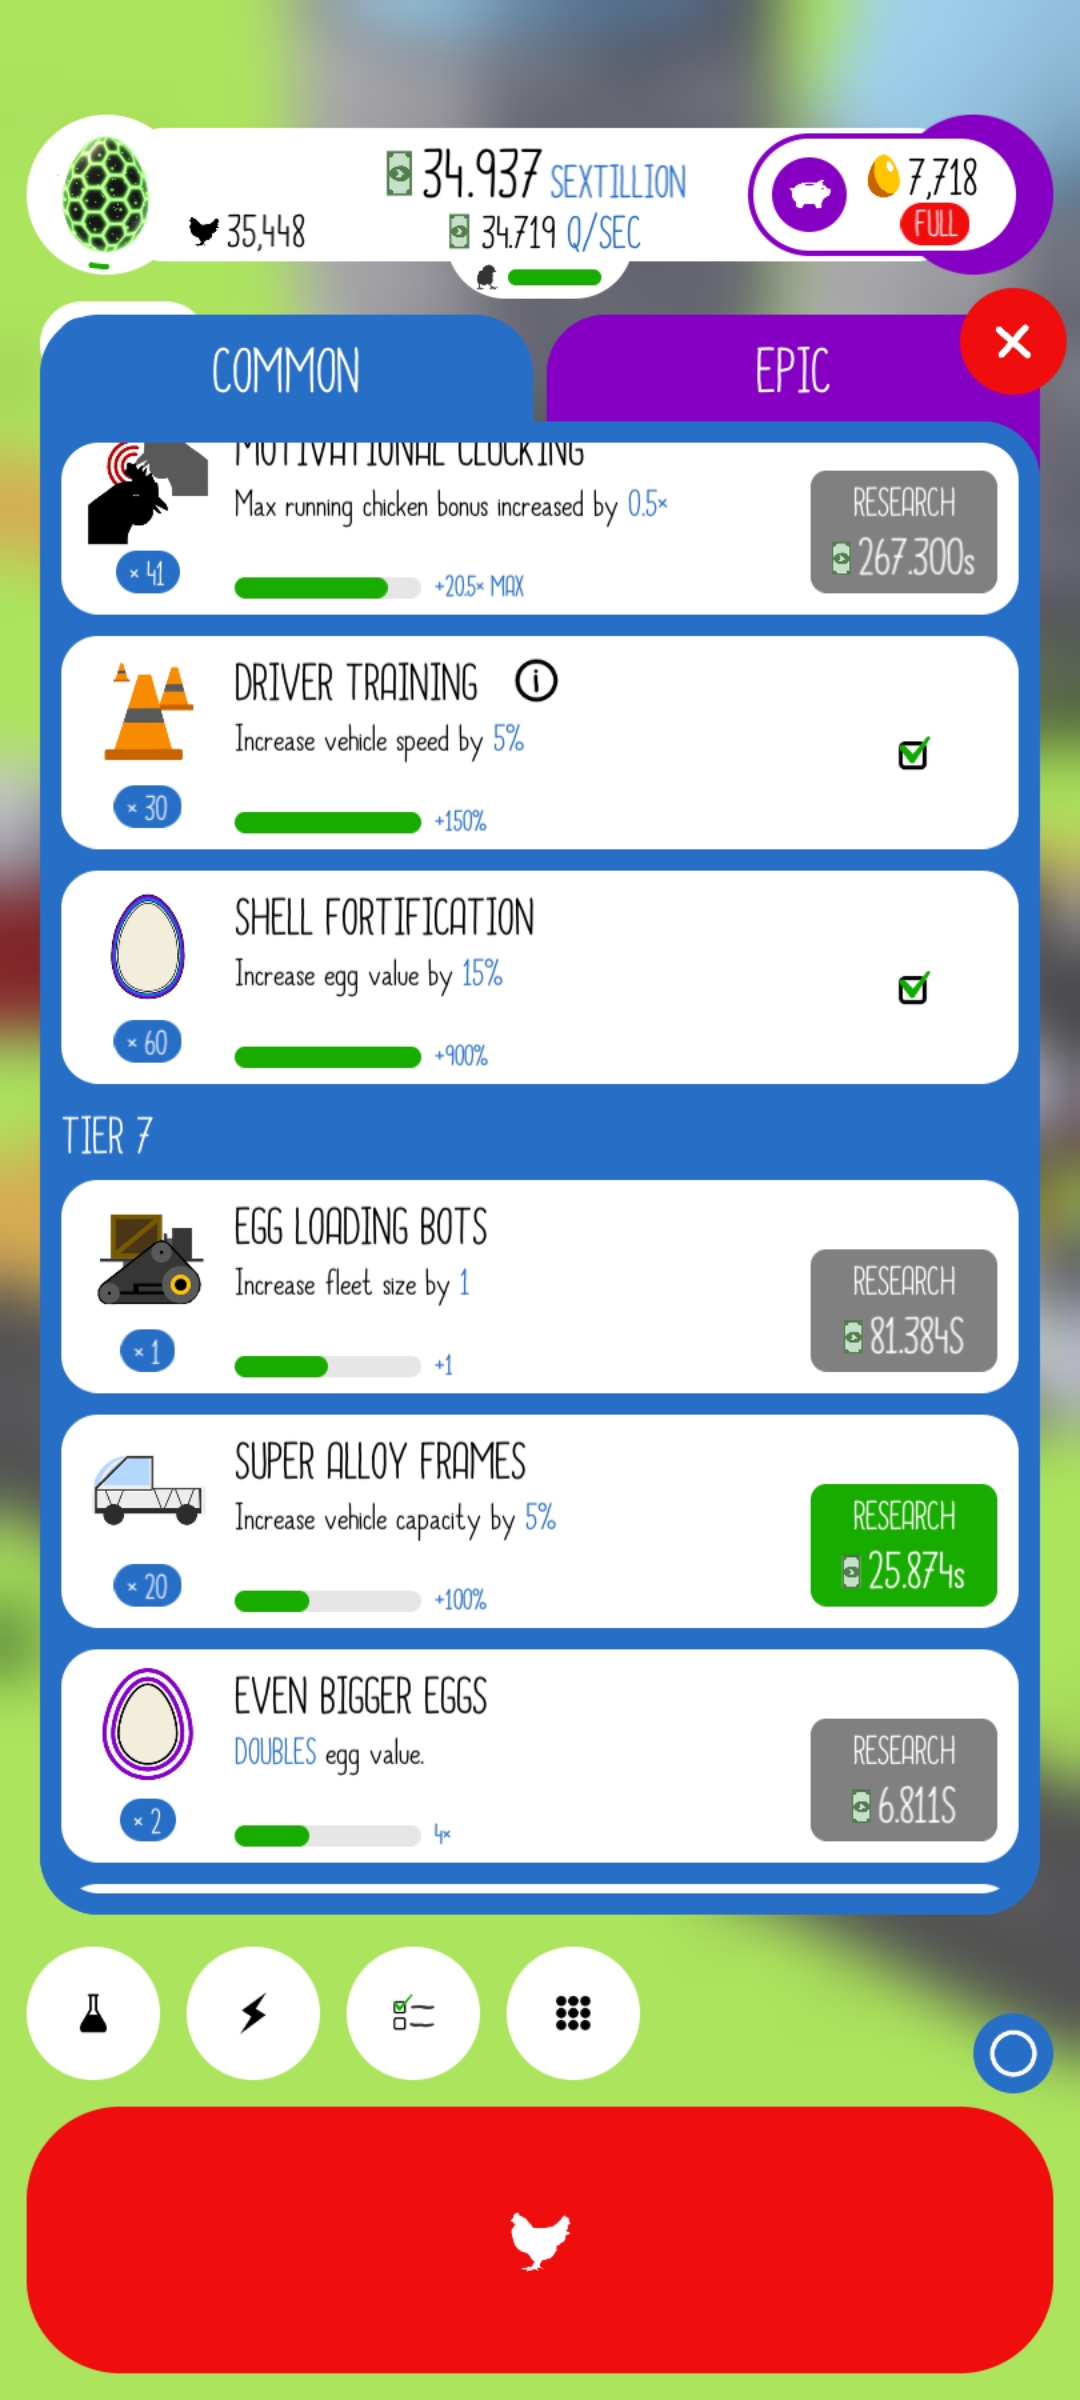 34.937 SEXTILLION
7,718
35,448
34.719 Q/SEC
FULL
COMMON
EPIC
MOTIVATIONAL CLUCKING
Max running chicken bonus increased by 0.5×
RESEARCH
267.300s
× 41
+20.5× MAX
DRIVER TRAINING i
Increase vehicle speed by 5%
× 30
+150%
SHELL FORTIFICATION
Increase egg value by 15%
× 60
+900%
TIER 7
EGG LOADING BOTS
Increase fleet size by 1
RESEARCH
81.384S
× 1
+1
SUPER ALLOY FRAMES
Increase vehicle capacity by 5%
RESEARCH
25.874s
× 20
+100%
EVEN BIGGER EGGS
DOUBLES egg value.
RESEARCH
6.811S
× 2
4×